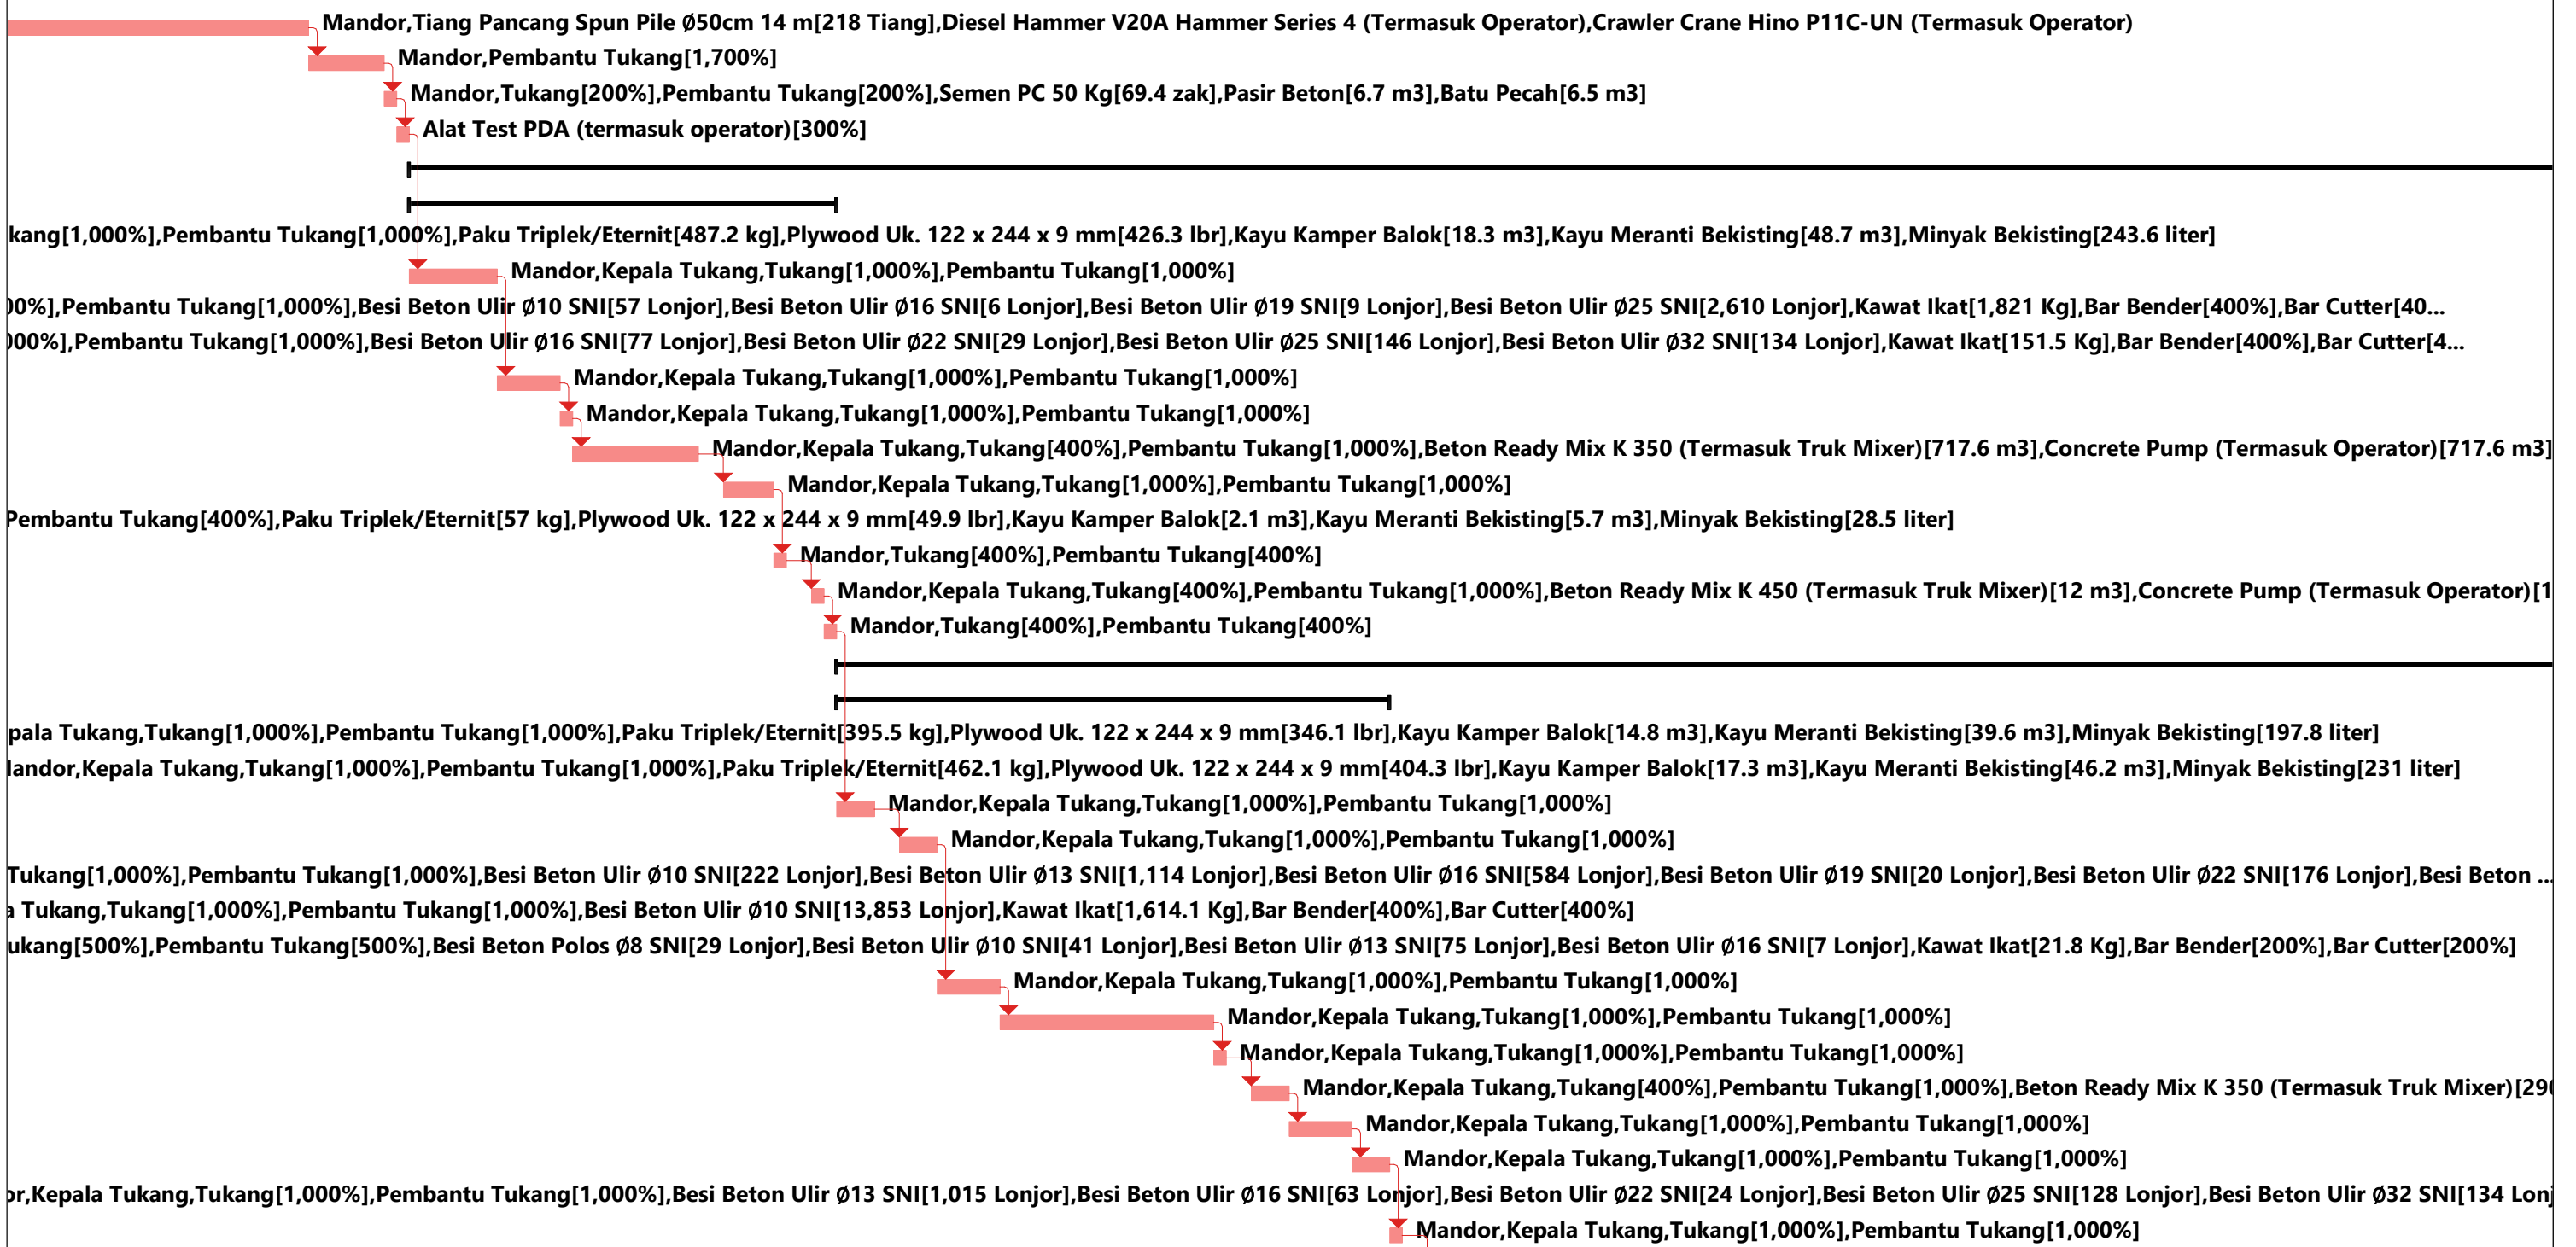 Mandor,Tiang Pancang Spun Pile Ø50cm 14 m[218 Tiang],Diesel Hammer V20A Hammer Series 4 (Termasuk Operator),Crawler Crane Hino P11C-UN (Termasuk Operator)
Mandor,Pembantu Tukang[1,700%]
Mandor,Tukang[200%],Pembantu Tukang[200%],Semen PC 50 Kg[69.4 zak],Pasir Beton[6.7 m3],Batu Pecah[6.5 m3]
Alat Test PDA (termasuk operator)[300%]
kang[1,000%],Pembantu Tukang[1,000%],Paku Triplek/Eternit[487.2 kg],Plywood Uk. 122 x 244 x 9 mm[426.3 lbr],Kayu Kamper Balok[18.3 m3],Kayu Meranti Bekisting[48.7 m3],Minyak Bekisting[243.6 liter]
Mandor,Kepala Tukang,Tukang[1,000%],Pembantu Tukang[1,000%]
00%],Pembantu Tukang[1,000%],Besi Beton Ulir Ø10 SNI[57 Lonjor],Besi Beton Ulir Ø16 SNI[6 Lonjor],Besi Beton Ulir Ø19 SNI[9 Lonjor],Besi Beton Ulir Ø25 SNI[2,610 Lonjor],Kawat Ikat[1,821 Kg],Bar Bender[400%],Bar Cutter[40...
000%],Pembantu Tukang[1,000%],Besi Beton Ulir Ø16 SNI[77 Lonjor],Besi Beton Ulir Ø22 SNI[29 Lonjor],Besi Beton Ulir Ø25 SNI[146 Lonjor],Besi Beton Ulir Ø32 SNI[134 Lonjor],Kawat Ikat[151.5 Kg],Bar Bender[400%],Bar Cutter[4...
Mandor,Kepala Tukang,Tukang[1,000%],Pembantu Tukang[1,000%]
Mandor,Kepala Tukang,Tukang[1,000%],Pembantu Tukang[1,000%]
Mandor,Kepala Tukang,Tukang[400%],Pembantu Tukang[1,000%],Beton Ready Mix K 350 (Termasuk Truk Mixer)[717.6 m3],Concrete Pump (Termasuk Operator)[717.6 m3]
Mandor,Kepala Tukang,Tukang[1,000%],Pembantu Tukang[1,000%]
Pembantu Tukang[400%],Paku Triplek/Eternit[57 kg],Plywood Uk. 122 x 244 x 9 mm[49.9 lbr],Kayu Kamper Balok[2.1 m3],Kayu Meranti Bekisting[5.7 m3],Minyak Bekisting[28.5 liter]
Mandor,Tukang[400%],Pembantu Tukang[400%]
Mandor,Kepala Tukang,Tukang[400%],Pembantu Tukang[1,000%],Beton Ready Mix K 450 (Termasuk Truk Mixer)[12 m3],Concrete Pump (Termasuk Operator)[1
Mandor,Tukang[400%],Pembantu Tukang[400%]
pala Tukang,Tukang[1,000%],Pembantu Tukang[1,000%],Paku Triplek/Eternit[395.5 kg],Plywood Uk. 122 x 244 x 9 mm[346.1 lbr],Kayu Kamper Balok[14.8 m3],Kayu Meranti Bekisting[39.6 m3],Minyak Bekisting[197.8 liter]
andor,Kepala Tukang,Tukang[1,000%],Pembantu Tukang[1,000%],Paku Triplek/Eternit[462.1 kg],Plywood Uk. 122 x 244 x 9 mm[404.3 lbr],Kayu Kamper Balok[17.3 m3],Kayu Meranti Bekisting[46.2 m3],Minyak Bekisting[231 liter]
Mandor,Kepala Tukang,Tukang[1,000%],Pembantu Tukang[1,000%]
Mandor,Kepala Tukang,Tukang[1,000%],Pembantu Tukang[1,000%]
Tukang[1,000%],Pembantu Tukang[1,000%],Besi Beton Ulir Ø10 SNI[222 Lonjor],Besi Beton Ulir Ø13 SNI[1,114 Lonjor],Besi Beton Ulir Ø16 SNI[584 Lonjor],Besi Beton Ulir Ø19 SNI[20 Lonjor],Besi Beton Ulir Ø22 SNI[176 Lonjor],Besi Beton ...
a Tukang,Tukang[1,000%],Pembantu Tukang[1,000%],Besi Beton Ulir Ø10 SNI[13,853 Lonjor],Kawat Ikat[1,614.1 Kg],Bar Bender[400%],Bar Cutter[400%]
ukang[500%],Pembantu Tukang[500%],Besi Beton Polos Ø8 SNI[29 Lonjor],Besi Beton Ulir Ø10 SNI[41 Lonjor],Besi Beton Ulir Ø13 SNI[75 Lonjor],Besi Beton Ulir Ø16 SNI[7 Lonjor],Kawat Ikat[21.8 Kg],Bar Bender[200%],Bar Cutter[200%]
Mandor,Kepala Tukang,Tukang[1,000%],Pembantu Tukang[1,000%]
Mandor,Kepala Tukang,Tukang[1,000%],Pembantu Tukang[1,000%]
Mandor,Kepala Tukang,Tukang[1,000%],Pembantu Tukang[1,000%]
Mandor,Kepala Tukang,Tukang[400%],Pembantu Tukang[1,000%],Beton Ready Mix K 350 (Termasuk Truk Mixer)[290
Mandor,Kepala Tukang,Tukang[1,000%],Pembantu Tukang[1,000%]
Mandor,Kepala Tukang,Tukang[1,000%],Pembantu Tukang[1,000%]
or,Kepala Tukang,Tukang[1,000%],Pembantu Tukang[1,000%],Besi Beton Ulir Ø13 SNI[1,015 Lonjor],Besi Beton Ulir Ø16 SNI[63 Lonjor],Besi Beton Ulir Ø22 SNI[24 Lonjor],Besi Beton Ulir Ø25 SNI[128 Lonjor],Besi Beton Ulir Ø32 SNI[134 Lonj
Mandor,Kepala Tukang,Tukang[1,000%],Pembantu Tukang[1,000%]